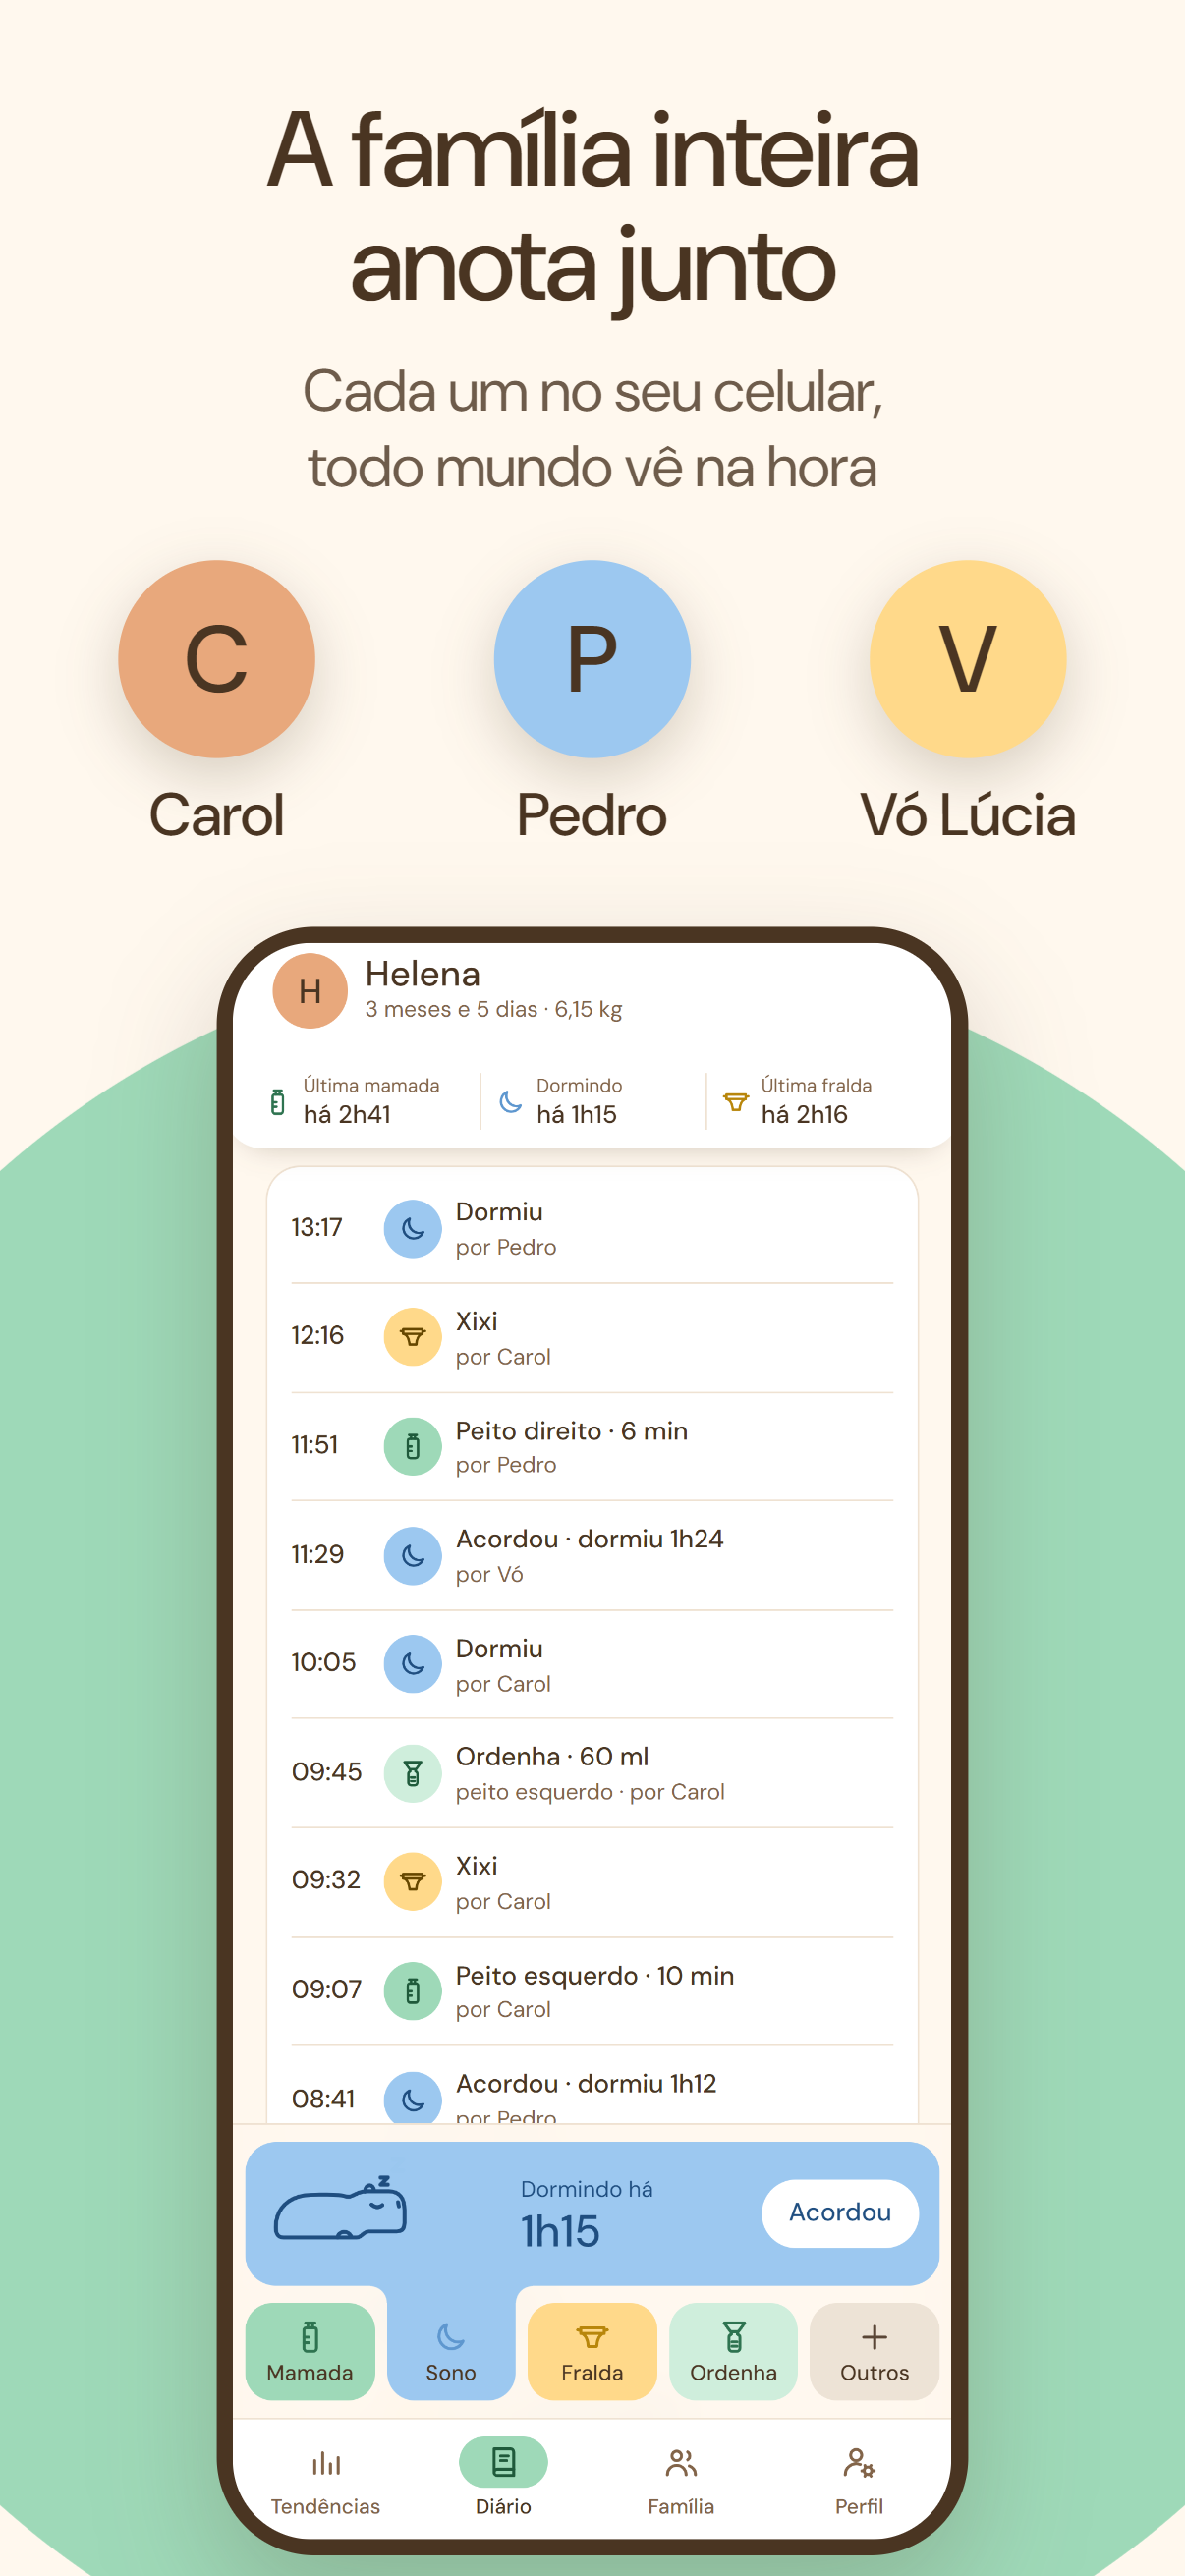 A família inteira
anota junto
Cada um no seu celular,
todo mundo vê na hora
C
P
V
Carol
Pedro
Vó Lúcia
H
Helena
3 meses e 5 dias · 6,15 kg
Última mamada
há 2h41
Dormindo
há 1h15
Última fralda
há 2h16
13:17
Dormiu
por Pedro
12:16
Xixi
por Carol
11:51
Peito direito · 6 min
por Pedro
11:29
Acordou · dormiu 1h24
por Vó
10:05
Dormiu
por Carol
09:45
Ordenha · 60 ml
peito esquerdo · por Carol
09:32
Xixi
por Carol
09:07
Peito esquerdo · 10 min
por Carol
08:41
Acordou · dormiu 1h12
por Pedro
z
Dormindo há
1h15
Acordou
Mamada
Sono
Fralda
Ordenha
Outros
Tendências
Diário
Família
Perfil